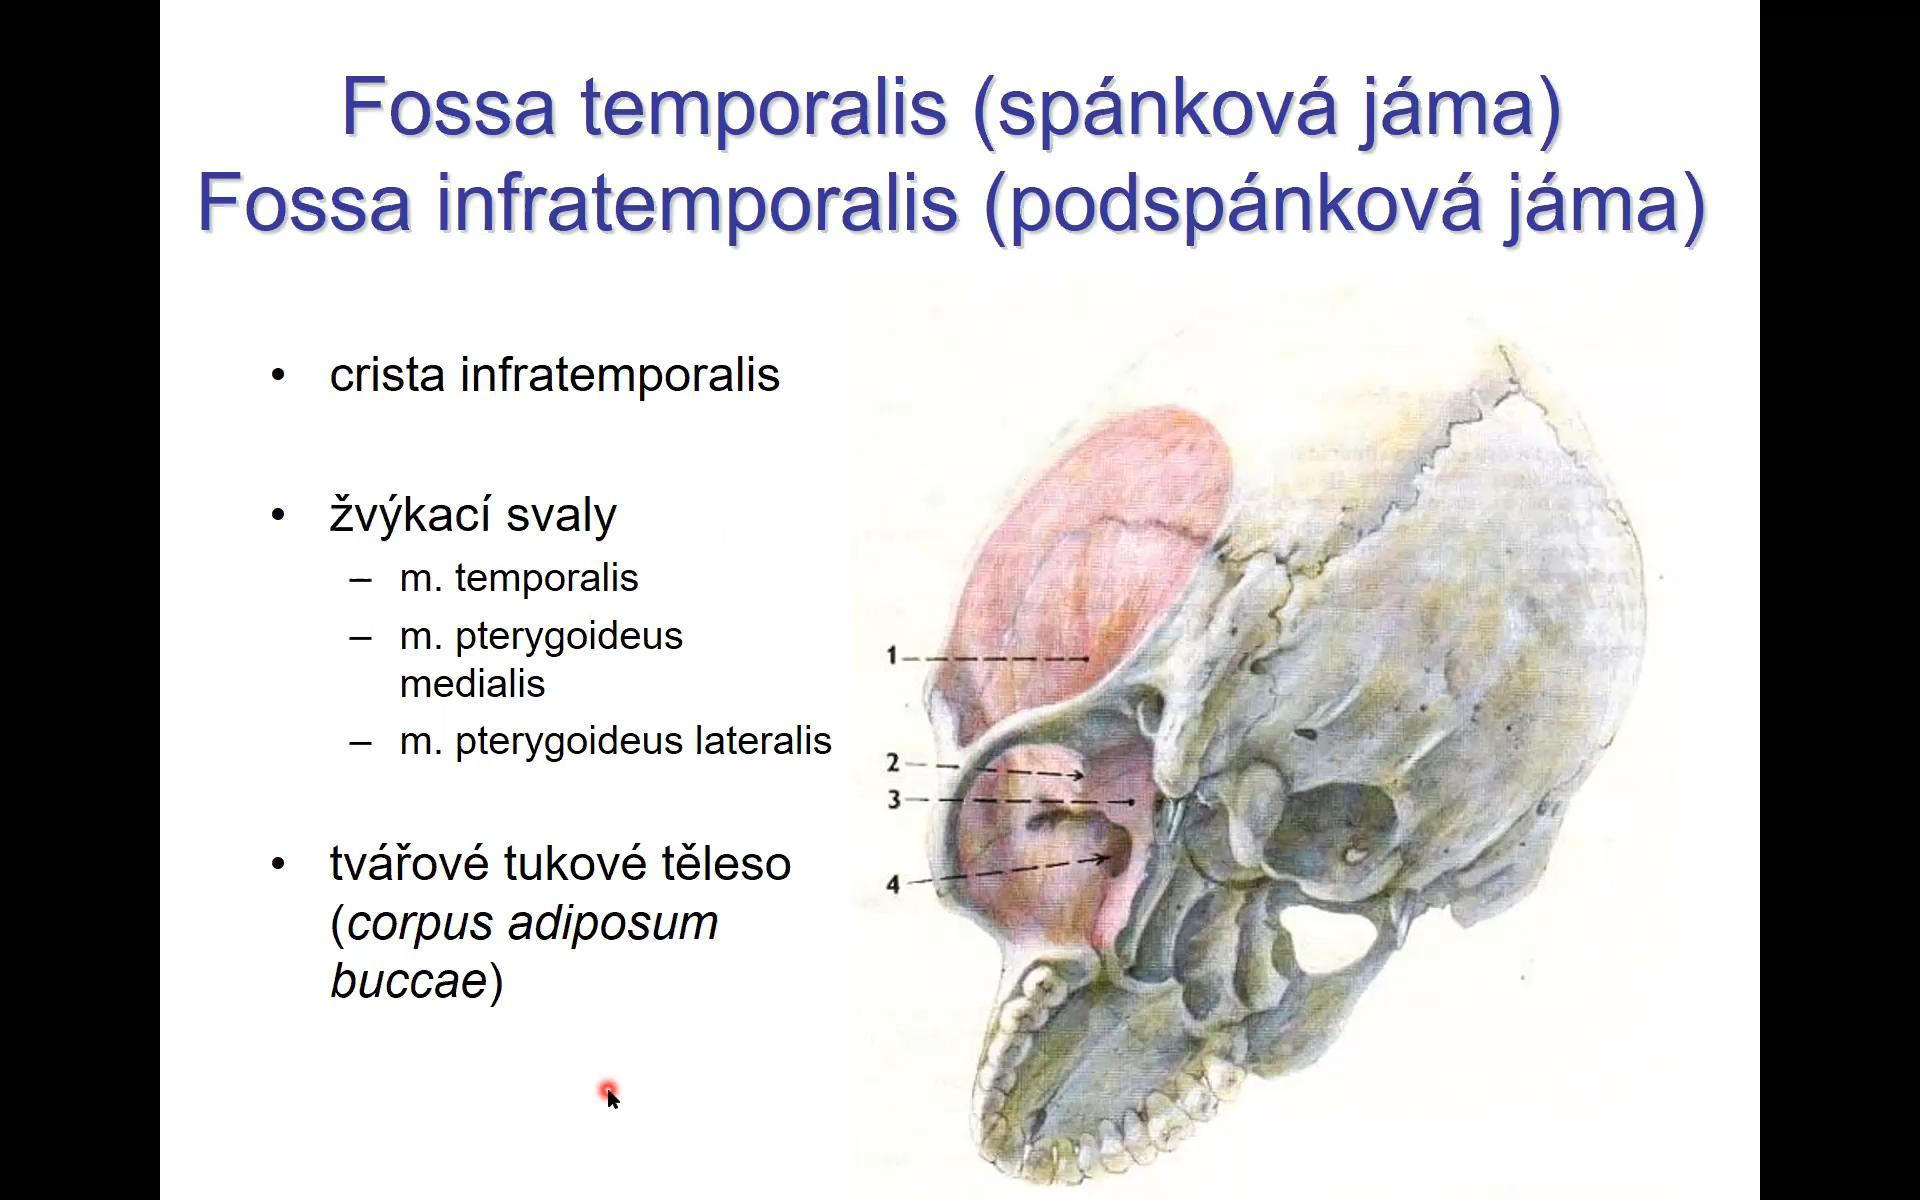 Fossa temporalis (spánková jáma)
Fossa infratemporalis (podspánková jáma)
• crista infratemporalis
• žvýkací svaly
– m. temporalis
– m. pterygoideus
medialis
– m. pterygoideus lateralis
• tvářové tukové těleso
(corpus adiposum
buccae)
1
2
3
4